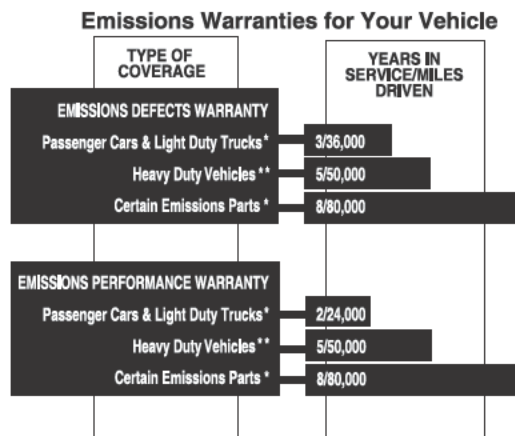 Emissions Warranties for Your Vehicle
TYPE OF
COVERAGE
YEARS IN
SERVICE/MILES
DRIVEN
EMISSIONS DEFECTS WARRANTY
Passenger Cars & Light Duty Trucks* 3/36,000
Heavy Duty Vehicles ** 5/50,000
Certain Emissions Parts * 8/80,000
EMISSIONS PERFORMANCE WARRANTY
Passenger Cars & Light Duty Trucks* 2/24,000
Heavy Duty Vehicles ** 5/50,000
Certain Emissions Parts * 8/80,000